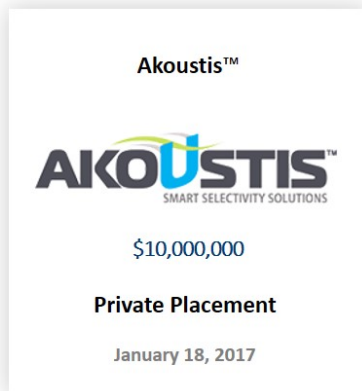 Akoustis™
AKOUSTIS™
SMART SELECTIVITY SOLUTIONS
$10,000,000
Private Placement
January 18, 2017